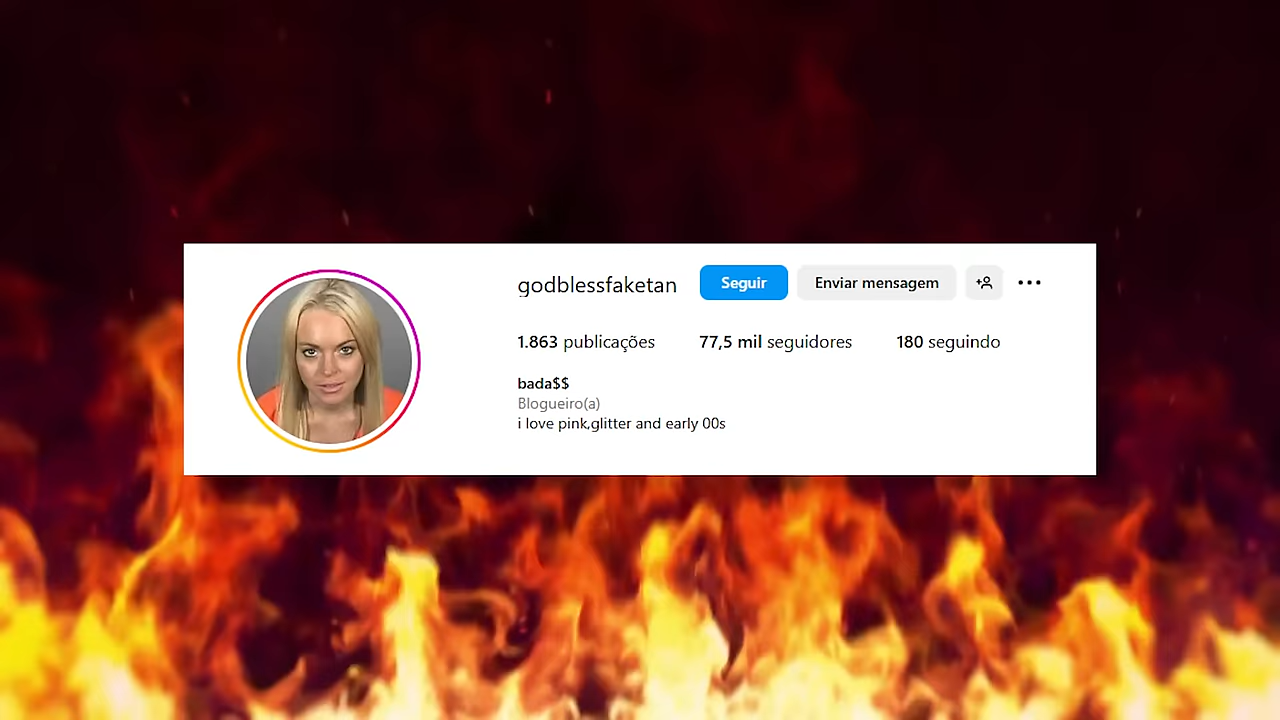 godblessfaketan Seguir Enviar mensagem
1.863 publicações 77,5 mil seguidores 180 seguindo
bada$$
Blogueiro(a)
i love pink,glitter and early 00s